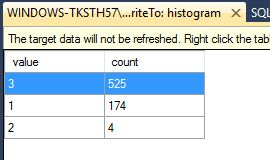 WINDOWS-TKSTH57\...riteTo: histogram
SQL
The target data will not be refreshed. Right click the tab
value count
3 525
1 174
2 4